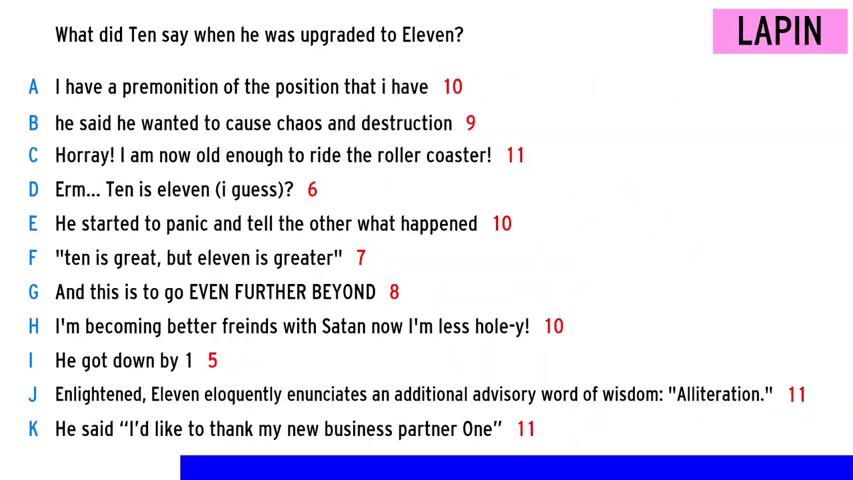 What did Ten say when he was upgraded to Eleven?
LAPIN
A I have a premonition of the position that i have 10
B he said he wanted to cause chaos and destruction 9
C Horray! I am now old enough to ride the roller coaster! 11
D Erm... Ten is eleven (i guess)? 6
E He started to panic and tell the other what happened 10
F "ten is great, but eleven is greater" 7
G And this is to go EVEN FURTHER BEYOND 8
H I'm becoming better freinds with Satan now I'm less hole-y! 10
I He got down by 1 5
J Enlightened, Eleven eloquently enunciates an additional advisory word of wisdom: "Alliteration." 11
K He said “I’d like to thank my new business partner One” 11